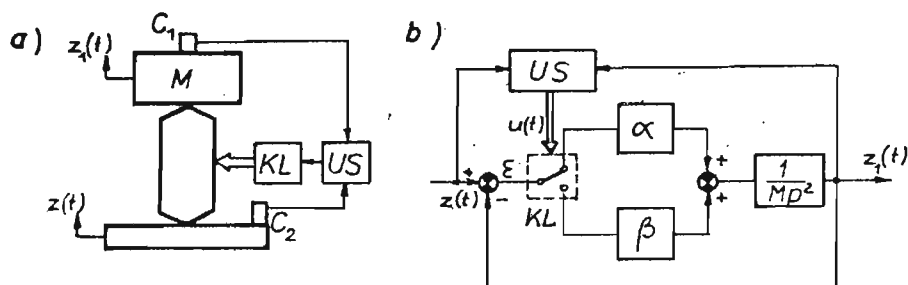 a)
C₁
z₁(t)
M
KL
US
z(t)
C₂
b)
US
u(t)
α
ε
+
+
z₁(t)
z(t)
-
KL
+
β
1
Mp²